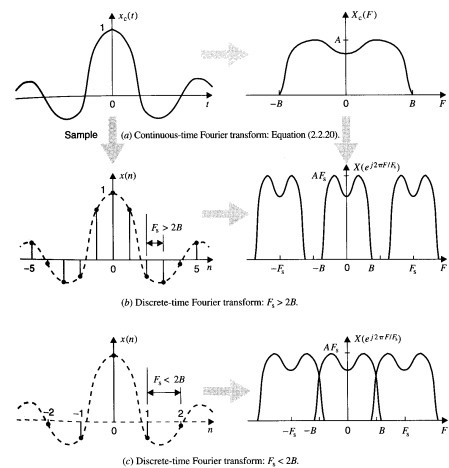 x_c(t)
1
0
t
X_c(F)
A
−B
0
B
F
Sample
(a) Continuous-time Fourier transform: Equation (2.2.20).
x(n)
1
F_s > 2B
−5
0
5
n
X(e^{j2πF/F_s})
AF_s
−F_s
−B
0
B
F_s
F
(b) Discrete-time Fourier transform: F_s > 2B.
x(n)
F_s < 2B
−2
−1
0
1
2
n
X(e^{j2πF/F_s})
AF_s
−F_s
−B
0
B
F_s
F
(c) Discrete-time Fourier transform: F_s < 2B.